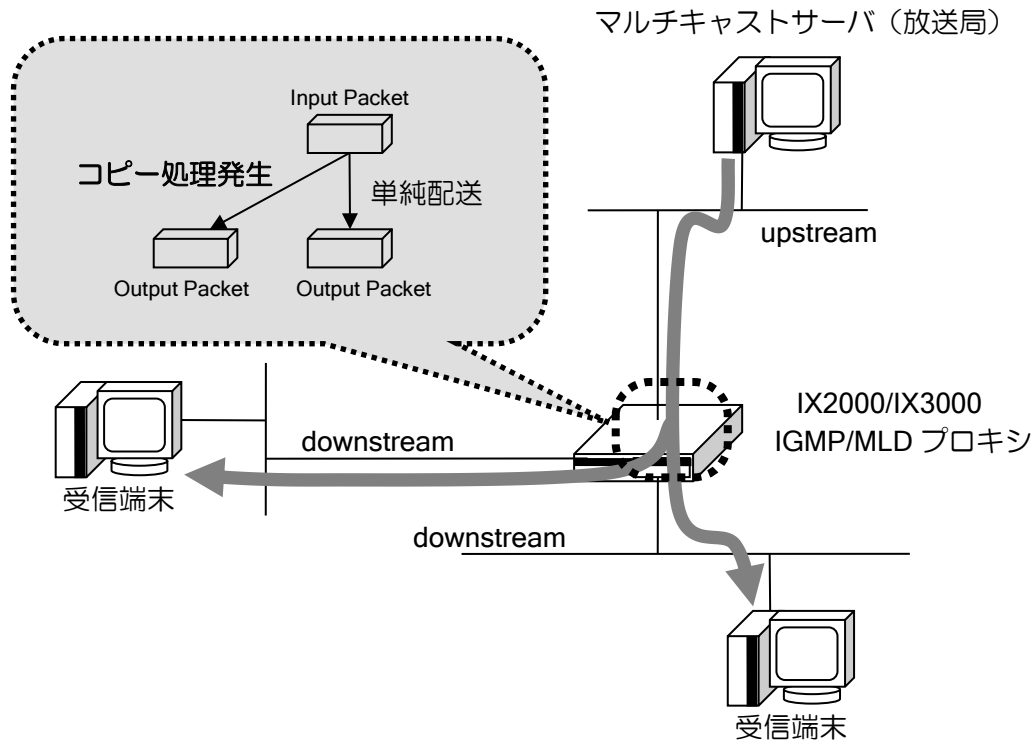 マルチキャストサーバ（放送局）
Input Packet
コピー処理発生
単純配送
Output Packet
Output Packet
upstream
IX2000/IX3000
IGMP/MLD プロキシ
downstream
受信端末
downstream
受信端末